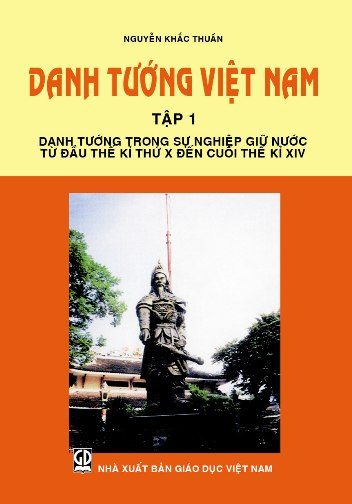 NGUYỄN KHẮC THUẦN
DANH TƯỚNG VIỆT NAM
TẬP 1
DANH TƯỚNG TRONG SỰ NGHIỆP GIỮ NƯỚC
TỪ ĐẦU THẾ KỈ THỨ X ĐẾN CUỐI THẾ KỈ XIV
GD
NHÀ XUẤT BẢN GIÁO DỤC VIỆT NAM